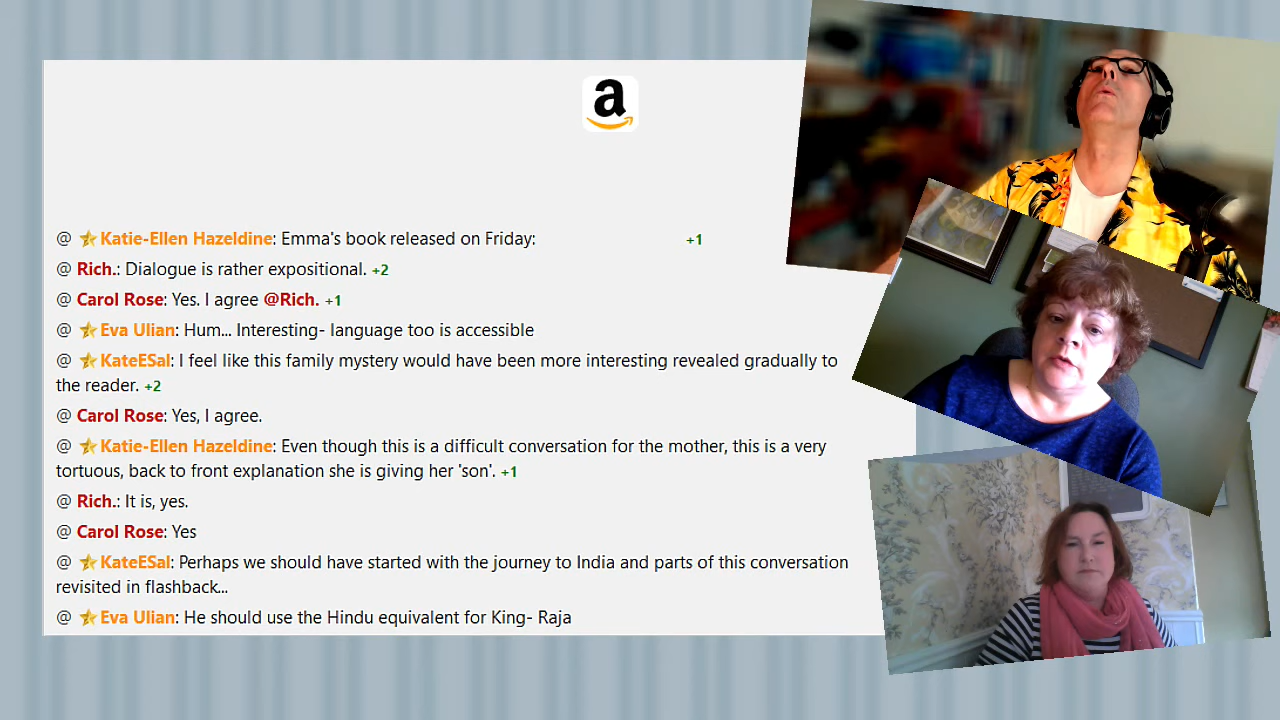 a
@ Katie-Ellen Hazeldine: Emma's book released on Friday: +1
@ Rich.: Dialogue is rather expositional. +2
@ Carol Rose: Yes. I agree @Rich. +1
@ Eva Ulian: Hum... Interesting- language too is accessible
@ KateESal: I feel like this family mystery would have been more interesting revealed gradually to
the reader. +2
@ Carol Rose: Yes, I agree.
@ Katie-Ellen Hazeldine: Even though this is a difficult conversation for the mother, this is a very
tortuous, back to front explanation she is giving her 'son'. +1
@ Rich.: It is, yes.
@ Carol Rose: Yes
@ KateESal: Perhaps we should have started with the journey to India and parts of this conversation
revisited in flashback...
@ Eva Ulian: He should use the Hindu equivalent for King- Raja